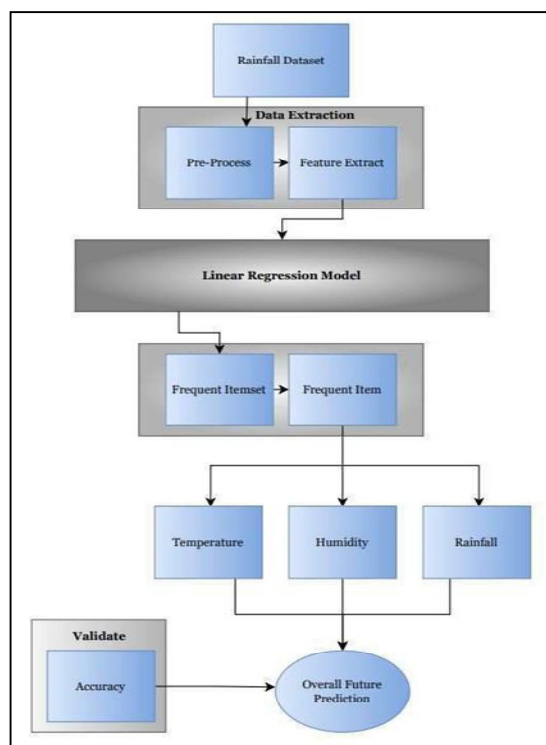 Rainfall Dataset
Data Extraction
Pre-Process
Feature Extract
Linear Regression Model
Frequent Itemset
Frequent Item
Temperature
Humidity
Rainfall
Validate
Accuracy
Overall Future
Prediction